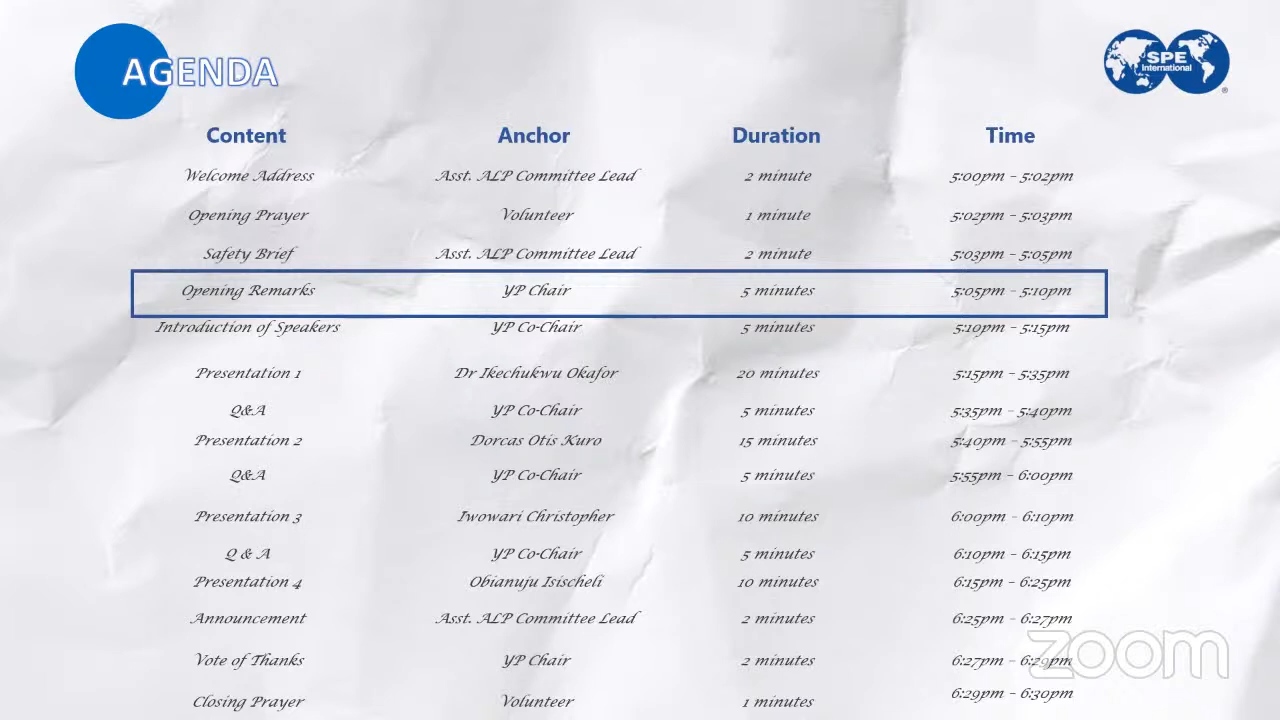 AGENDA
SPE
International
®
Content Anchor Duration Time
Welcome Address Asst. ALP Committee Lead 2 minute 5:00pm - 5:02pm
Opening Prayer Volunteer 1 minute 5:02pm - 5:03pm
Safety Brief Asst. ALP Committee Lead 2 minute 5:03pm - 5:05pm
Opening Remarks YP Chair 5 minutes 5:05pm - 5:10pm
Introduction of Speakers YP Co-Chair 5 minutes 5:10pm - 5:15pm
Presentation 1 Dr Ikechukwu Okafor 20 minutes 5:15pm - 5:35pm
Q&A YP Co-Chair 5 minutes 5:35pm - 5:40pm
Presentation 2 Dorcas Otis Kuro 15 minutes 5:40pm - 5:55pm
Q&A YP Co-Chair 5 minutes 5:55pm - 6:00pm
Presentation 3 Iwowari Christopher 10 minutes 6:00pm - 6:10pm
Q & A YP Co-Chair 5 minutes 6:10pm - 6:15pm
Presentation 4 Obianuju Isischeli 10 minutes 6:15pm - 6:25pm
Announcement Asst. ALP Committee Lead 2 minutes 6:25pm - 6:27pm
Vote of Thanks YP Chair 2 minutes 6:27pm - 6:29pm
Closing Prayer Volunteer 1 minutes 6:29pm - 6:30pm
zoom